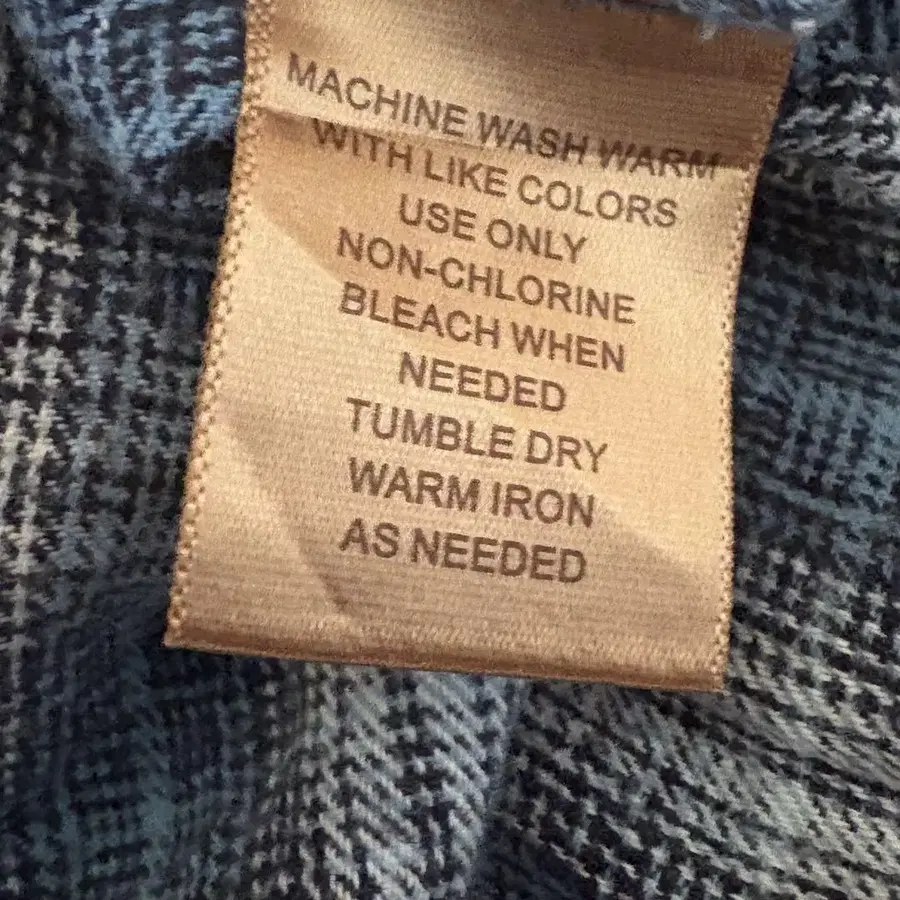 MACHINE WASH WARM
WITH LIKE COLORS
USE ONLY
NON-CHLORINE
BLEACH WHEN
NEEDED
TUMBLE DRY
WARM IRON
AS NEEDED